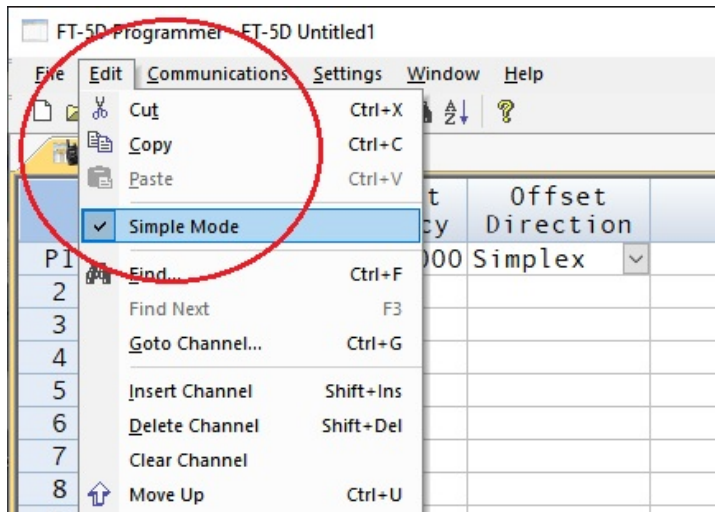 FT-5D Programmer - FT-5D Untitled1
File Edit Communications Settings Window Help
Cut Ctrl+X
Copy Ctrl+C
Paste Ctrl+V
Simple Mode
Find... Ctrl+F
Find Next F3
Goto Channel... Ctrl+G
Insert Channel Shift+Ins
Delete Channel Shift+Del
Clear Channel
Move Up Ctrl+U
Offset
Direction
000 Simplex
2
3
4
5
6
7
8